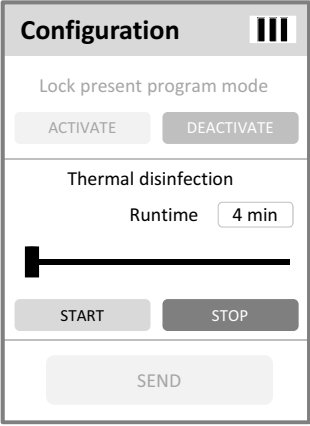 Configuration
Lock present program mode
ACTIVATE DEACTIVATE
Thermal disinfection
Runtime 4 min
START STOP
SEND